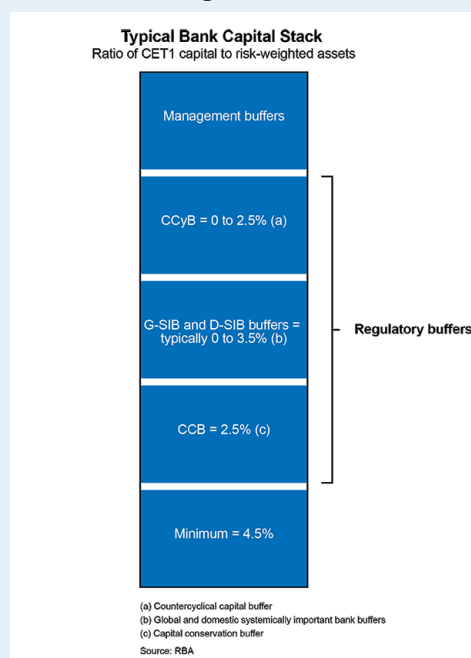 Typical Bank Capital Stack
Ratio of CET1 capital to risk-weighted assets
Management buffers
CCyB = 0 to 2.5% (a)
G-SIB and D-SIB buffers =
typically 0 to 3.5% (b)
Regulatory buffers
CCB = 2.5% (c)
Minimum = 4.5%
(a) Countercyclical capital buffer
(b) Global and domestic systemically important bank buffers
(c) Capital conservation buffer
Source: RBA